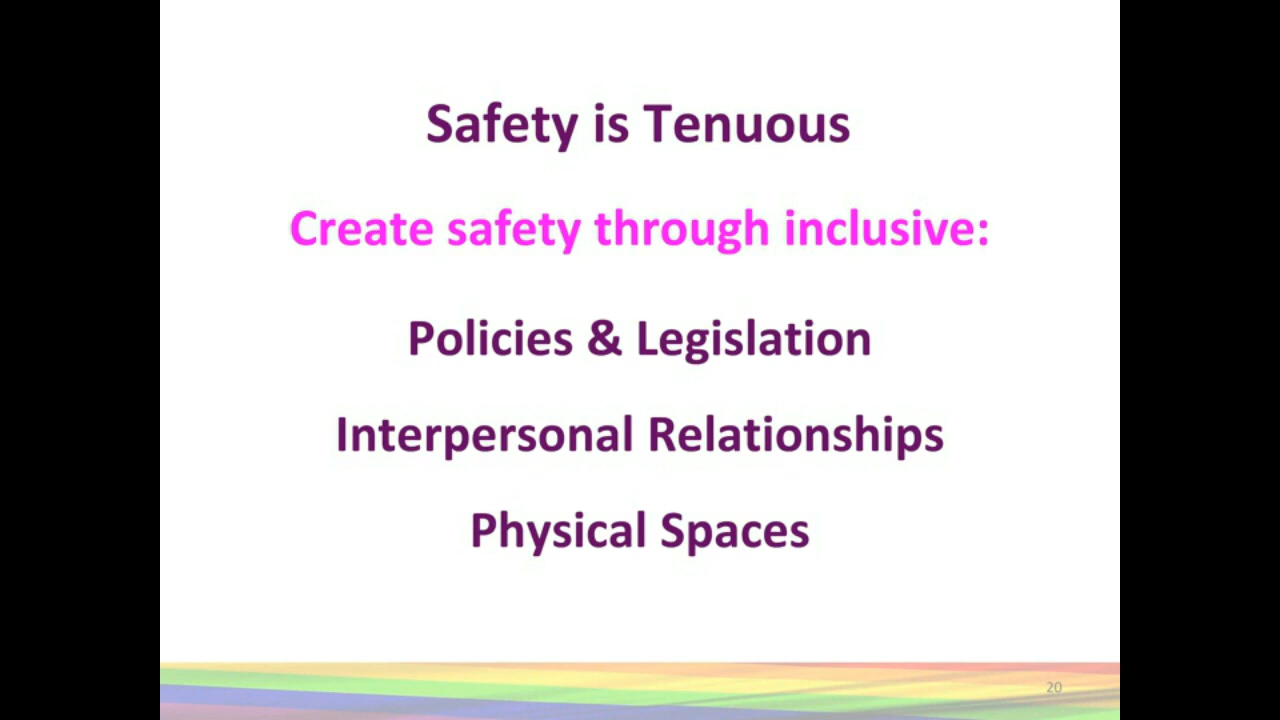 Safety is Tenuous
Create safety through inclusive:
Policies & Legislation
Interpersonal Relationships
Physical Spaces
20